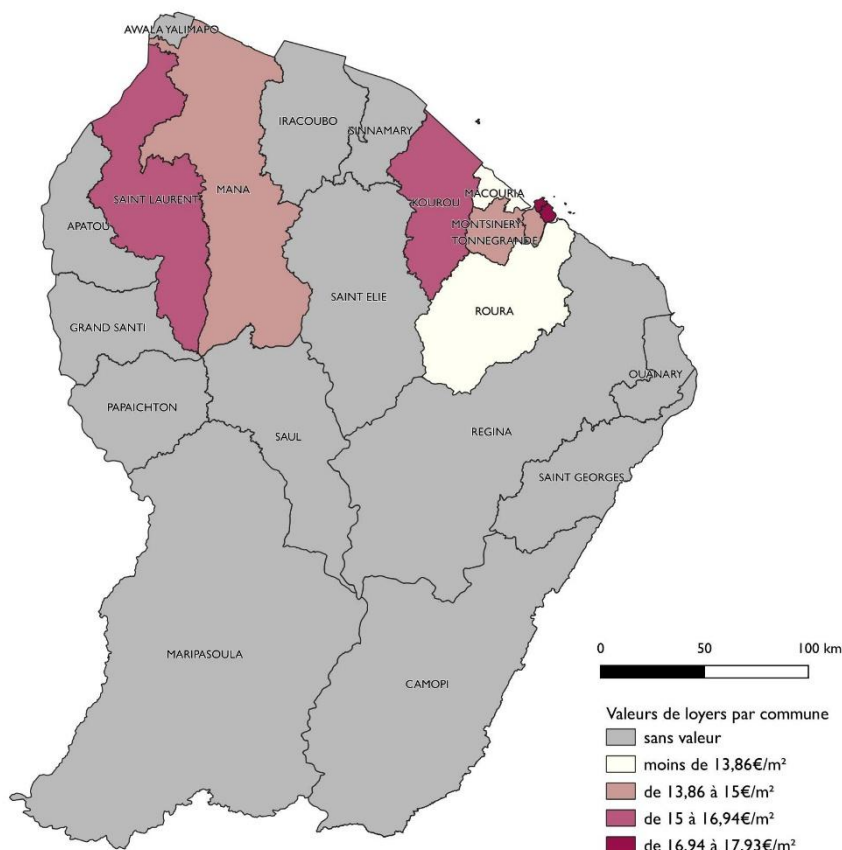 AWALA YALIMAPO
IRACOUBO
SINNAMARY
MACOURIA
SAINT LAURENT
MANA
KOUROU
APATOU
MONTSINERY
TONNEGRANDE
SAINT ELIE
ROURA
GRAND SANTI
OUANARY
PAPAICHTON
SAUL
REGINA
SAINT GEORGES
MARIPASOULA
CAMOPI
0 50 100 km
Valeurs de loyers par commune
sans valeur
moins de 13,86€/m²
de 13,86 à 15€/m²
de 15 à 16,94€/m²
de 16,94 à 17,93€/m²